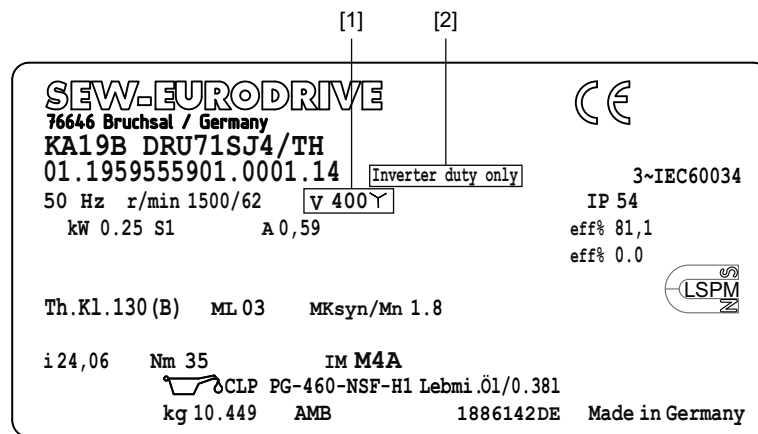 [1] [2]
SEW-EURODRIVE CE
76646 Bruchsal / Germany
KA19B DRU71SJ4/TH
01.1959555901.0001.14 Inverter duty only 3~IEC60034
50 Hz r/min 1500/62 V 400 IP 54
kW 0.25 S1 A 0,59 eff% 81,1
eff% 0.0
LSPM N S
Th.Kl.130(B) ML 03 MKsyn/Mn 1.8
i 24,06 Nm 35 IM M4A
CLP PG-460-NSF-H1 Lebmi.Öl/0.38l
kg 10.449 AMB 1886142DE Made in Germany